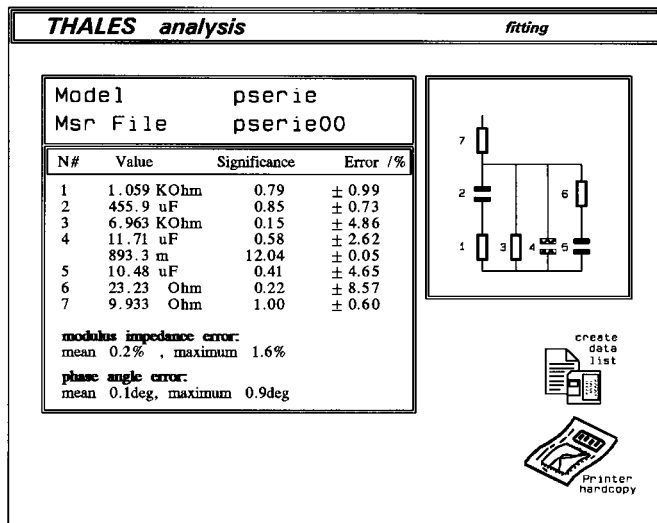 THALES analysis fitting
Model pserie
Msr File pserie00
N# Value Significance Error /%
1 1.059 KOhm 0.79 ± 0.99
2 455.9 uF 0.85 ± 0.73
3 6.963 KOhm 0.15 ± 4.86
4 11.71 uF 0.58 ± 2.62
893.3 m 12.04 ± 0.05
5 10.48 uF 0.41 ± 4.65
6 23.23 Ohm 0.22 ± 8.57
7 9.933 Ohm 1.00 ± 0.60
modulus impedance error:
mean 0.2% , maximum 1.6%
phase angle error:
mean 0.1deg, maximum 0.9deg
7
2
6
1
3
4
5
create
data
list
Printer
hardcopy